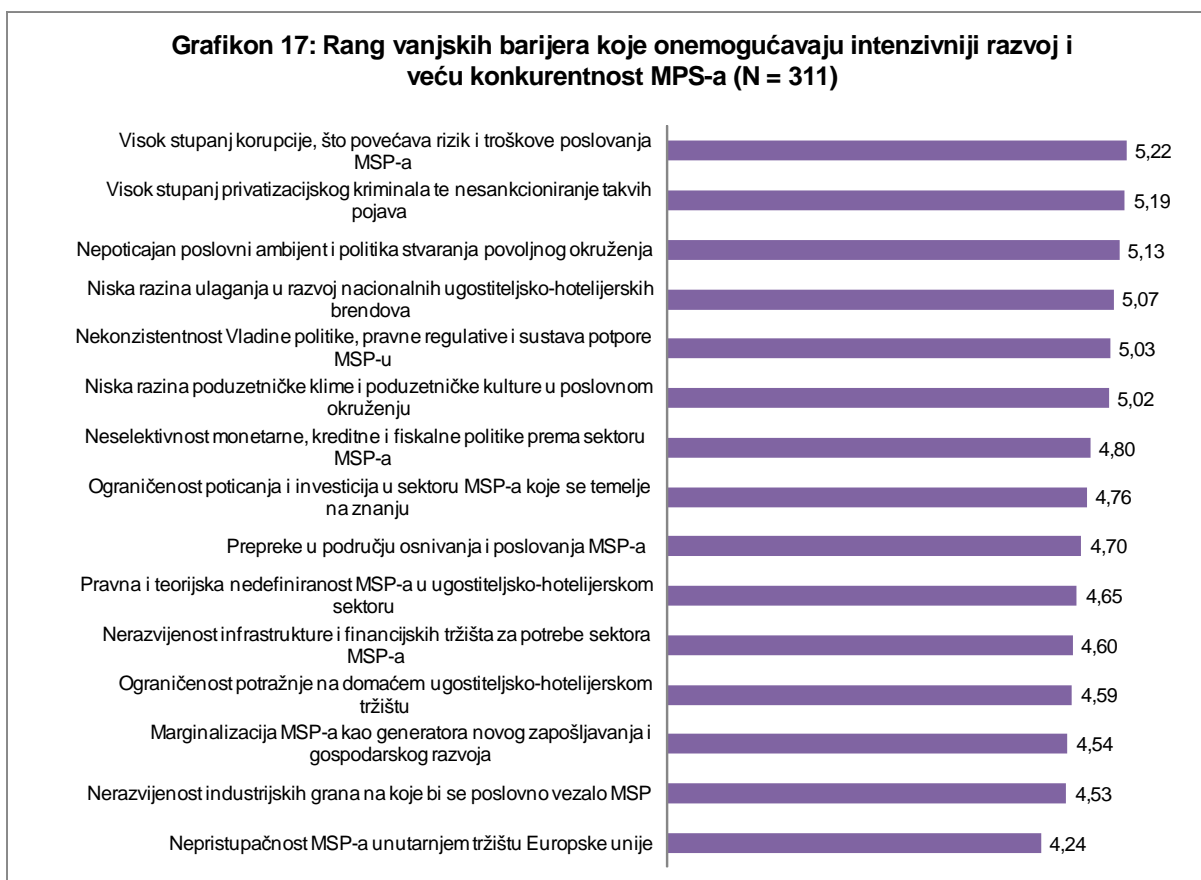 Grafikon 17: Rang vanjskih barijera koje onemogućavaju intenzivniji razvoj i
veću konkurentnost MPS-a (N = 311)
Visok stupanj korupcije, što povećava rizik i troškove poslovanja
MSP-a
5,22
Visok stupanj privatizacijskog kriminala te nesankcioniranje takvih
pojava
5,19
Nepoticajan poslovni ambijent i politika stvaranja povoljnog okruženja
5,13
Niska razina ulaganja u razvoj nacionalnih ugostiteljsko-hotelijerskih
brendova
5,07
Nekonzistentnost Vladine politike, pravne regulative i sustava potpore
MSP-u
5,03
Niska razina poduzetničke klime i poduzetničke kulture u poslovnom
okruženju
5,02
Neselektivnost monetarne, kreditne i fiskalne politike prema sektoru
MSP-a
4,80
Ograničenost poticanja i investicija u sektoru MSP-a koje se temelje
na znanju
4,76
Prepreke u području osnivanja i poslovanja MSP-a
4,70
Pravna i teorijska nedefiniranost MSP-a u ugostiteljsko-hotelijerskom
sektoru
4,65
Nerazvijenost infrastrukture i financijskih tržišta za potrebe sektora
MSP-a
4,60
Ograničenost potražnje na domaćem ugostiteljsko-hotelijerskom
tržištu
4,59
Marginalizacija MSP-a kao generatora novog zapošljavanja i
gospodarskog razvoja
4,54
Nerazvijenost industrijskih grana na koje bi se poslovno vezalo MSP
4,53
Nepristupačnost MSP-a unutarnjem tržištu Europske unije
4,24